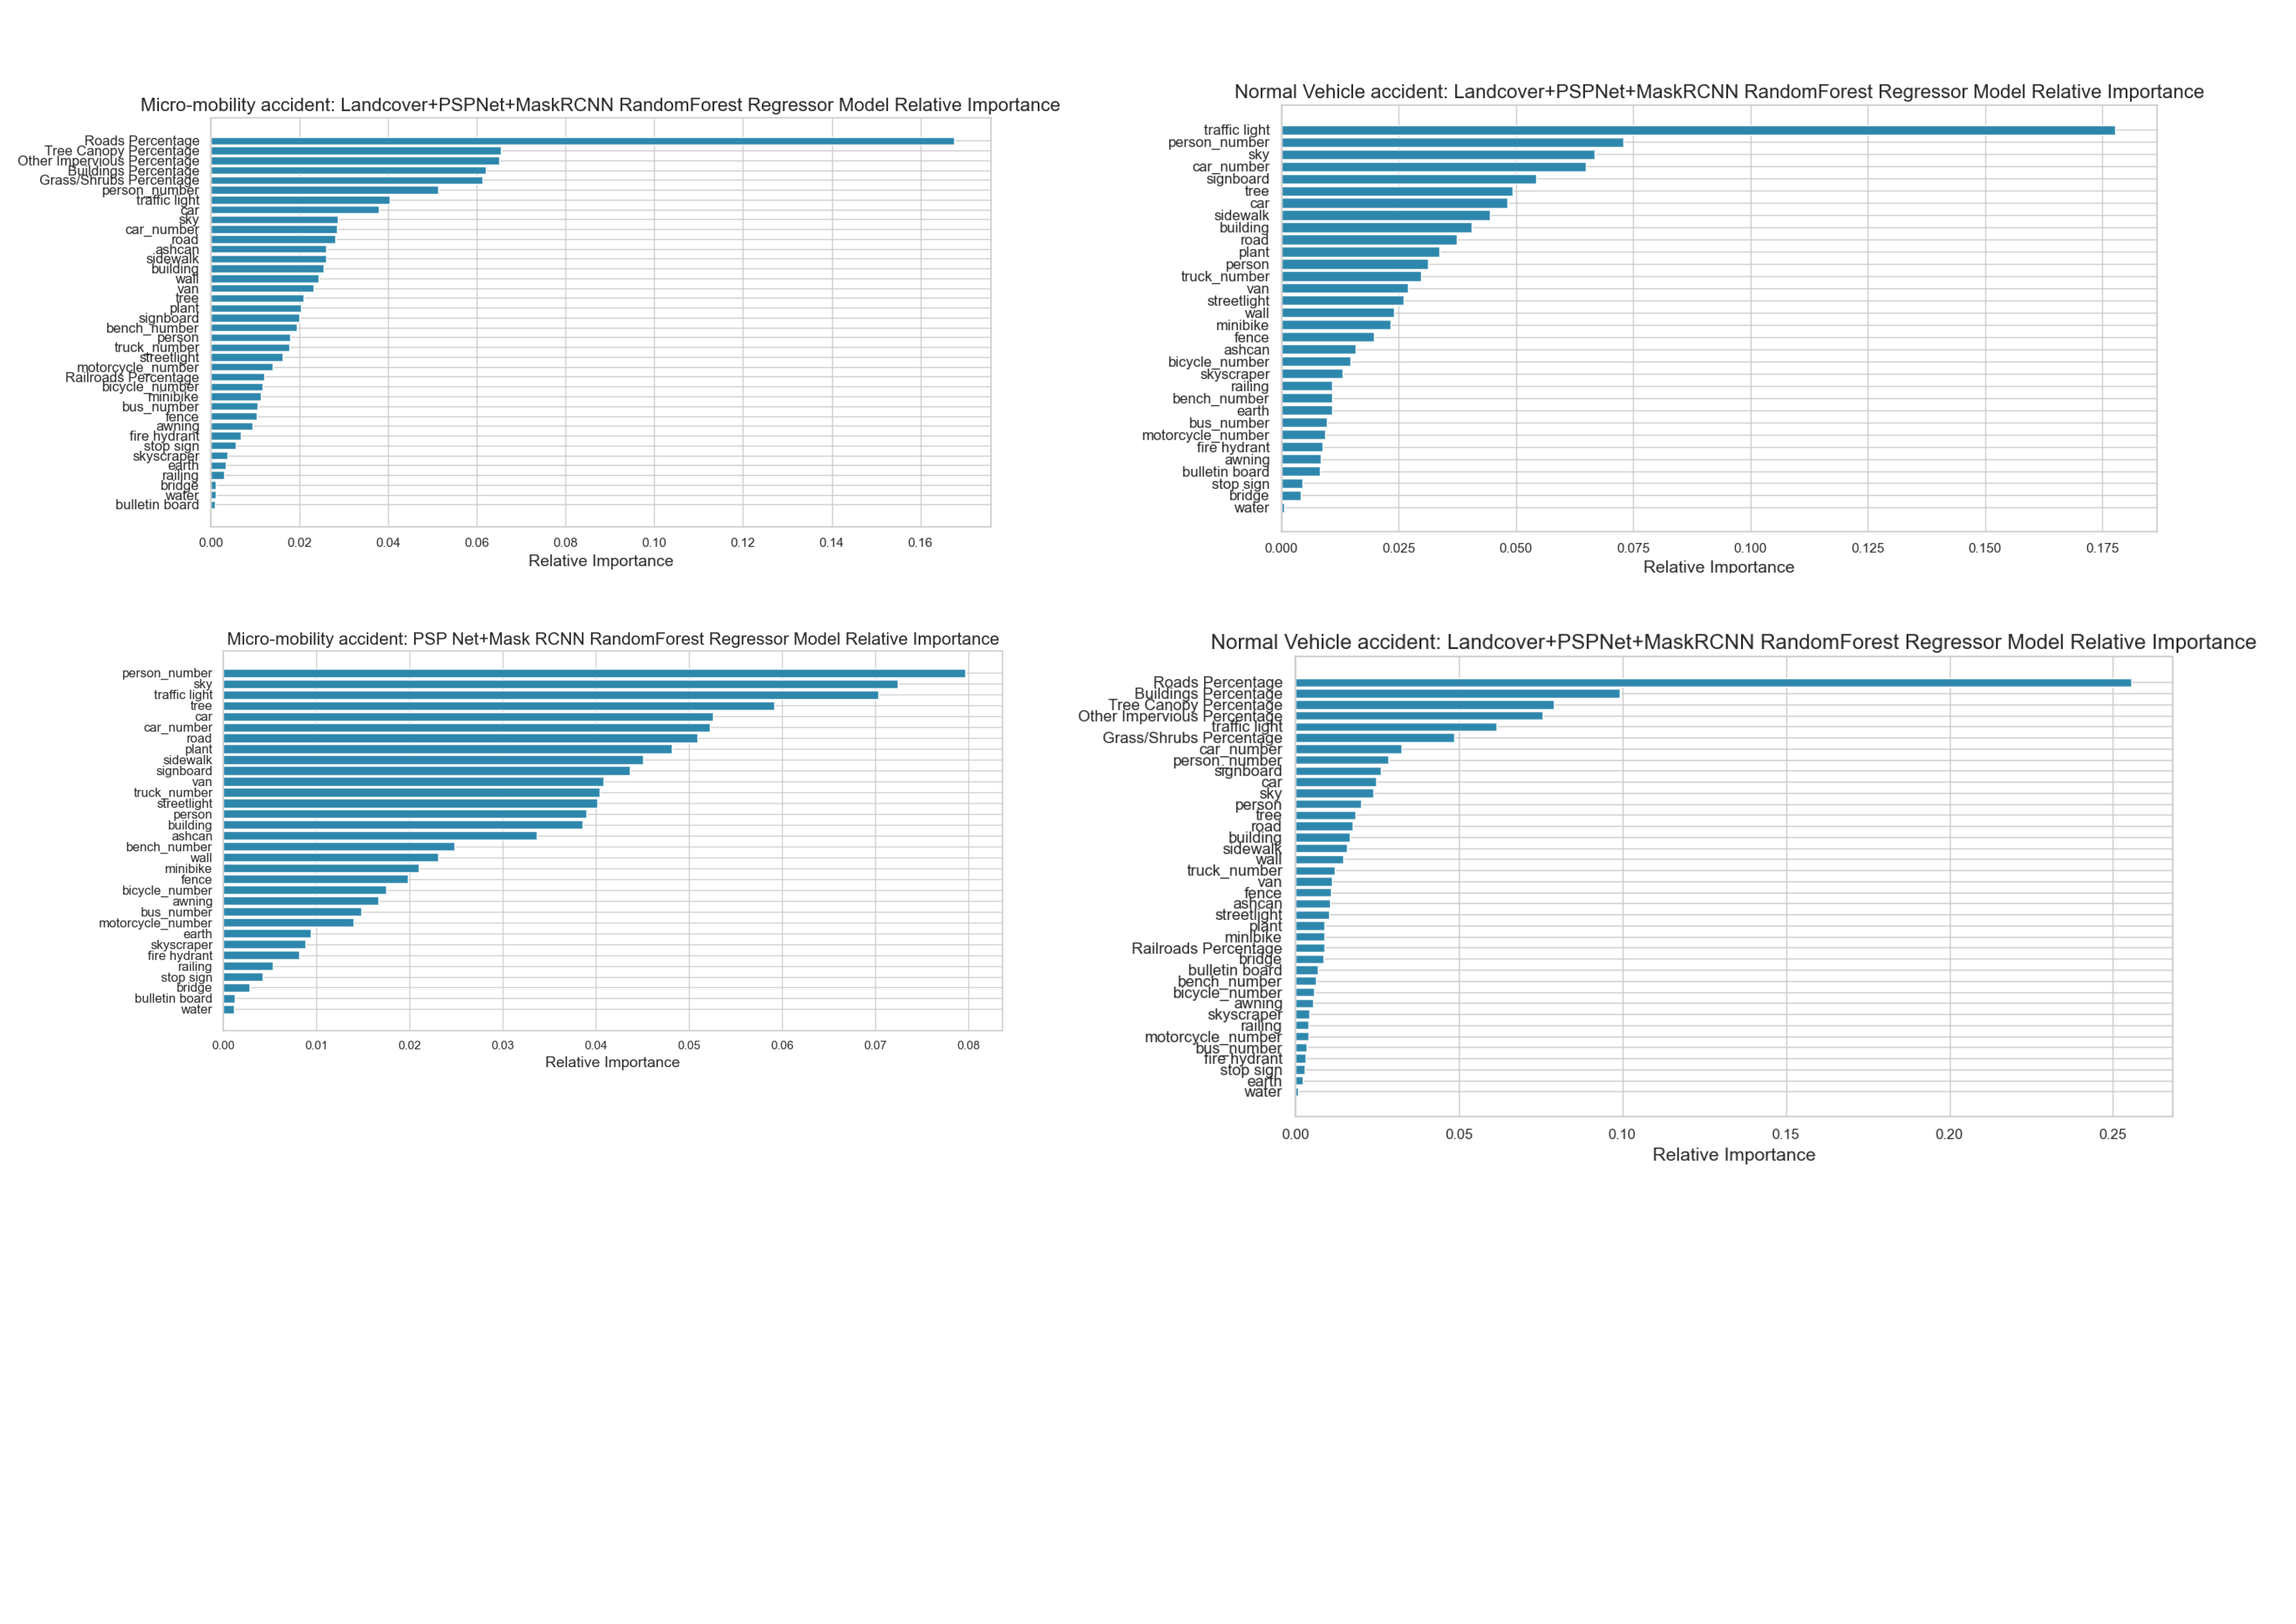 Micro-mobility accident: Landcover+PSPNet+MaskRCNN RandomForest Regressor Model Relative Importance
Roads Percentage
Tree Canopy Percentage
Other Impervious Percentage
Buildings Percentage
Grass/Shrubs Percentage
person_number
traffic light
car
sky
car_number
road
ashcan
sidewalk
building
wall
van
tree
plant
signboard
bench_number
person
truck_number
streetlight
motorcycle_number
Railroads Percentage
bicycle_number
minibike
bus_number
fence
awning
fire hydrant
stop sign
skyscraper
earth
railing
bridge
water
bulletin board
0.00 0.02 0.04 0.06 0.08 0.10 0.12 0.14 0.16
Relative Importance
Normal Vehicle accident: Landcover+PSPNet+MaskRCNN RandomForest Regressor Model Relative Importance
traffic light
person_number
sky
car_number
signboard
tree
car
sidewalk
building
road
plant
person
truck_number
van
streetlight
wall
minibike
fence
ashcan
bicycle_number
skyscraper
railing
bench_number
earth
bus_number
motorcycle_number
fire hydrant
awning
bulletin board
stop sign
bridge
water
0.000 0.025 0.050 0.075 0.100 0.125 0.150 0.175
Relative Importance
Micro-mobility accident: PSP Net+Mask RCNN RandomForest Regressor Model Relative Importance
person_number
sky
traffic light
tree
car
car_number
road
plant
sidewalk
signboard
van
truck_number
streetlight
person
building
ashcan
bench_number
wall
minibike
fence
bicycle_number
awning
bus_number
motorcycle_number
earth
skyscraper
fire hydrant
railing
stop sign
bridge
bulletin board
water
0.00 0.01 0.02 0.03 0.04 0.05 0.06 0.07 0.08
Relative Importance
Normal Vehicle accident: Landcover+PSPNet+MaskRCNN RandomForest Regressor Model Relative Importance
Roads Percentage
Buildings Percentage
Tree Canopy Percentage
Other Impervious Percentage
traffic light
Grass/Shrubs Percentage
car_number
person_number
signboard
car
sky
person
tree
road
building
sidewalk
wall
truck_number
van
fence
ashcan
streetlight
plant
minibike
Railroads Percentage
bridge
bulletin board
bench_number
bicycle_number
awning
skyscraper
railing
motorcycle_number
bus_number
fire hydrant
stop sign
earth
water
0.00 0.05 0.10 0.15 0.20 0.25
Relative Importance